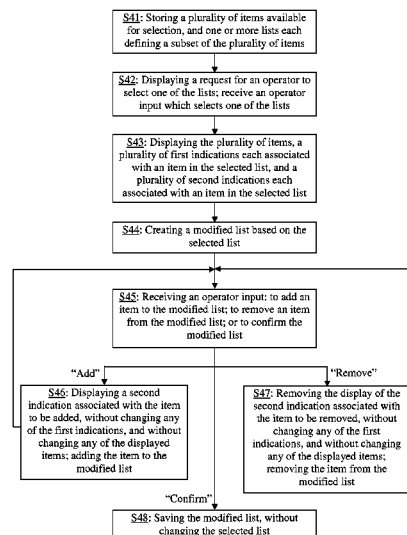 S41: Storing a plurality of items available
for selection, and one or more lists each
defining a subset of the plurality of items
S42: Displaying a request for an operator to
select one of the lists; receive an operator
input which selects one of the lists
S43: Displaying the plurality of items, a
plurality of first indications each associated
with an item in the selected list, and a
plurality of second indications each
associated with an item in the selected list
S44: Creating a modified list based on the
selected list
S45: Receiving an operator input: to add an
item to the modified list; to remove an item
from the modified list; or to confirm the
modified list
“Add”
“Remove”
S46: Displaying a second
indication associated with the item
to be added, without changing any
of the first indications, and without
changing any of the displayed
items; adding the item to the
modified list
S47: Removing the display of the
second indication associated with
the item to be removed, without
changing any of the first
indications, and without changing
any of the displayed items;
removing the item from the
modified list
“Confirm”
S48: Saving the modified list, without
changing the selected list